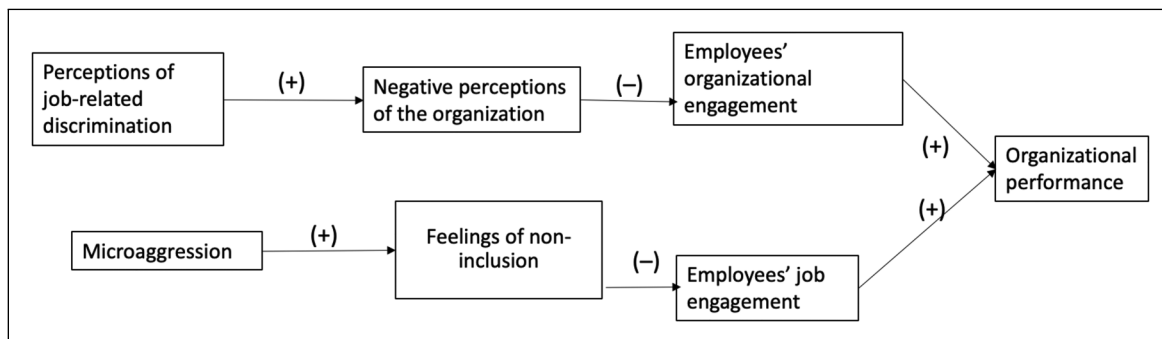 Perceptions of
job-related
discrimination
(+)
Negative perceptions
of the organization
(–)
Employees'
organizational
engagement
(+)
Organizational
performance
Microaggression
(+)
Feelings of non-
inclusion
(–)
Employees' job
engagement
(+)